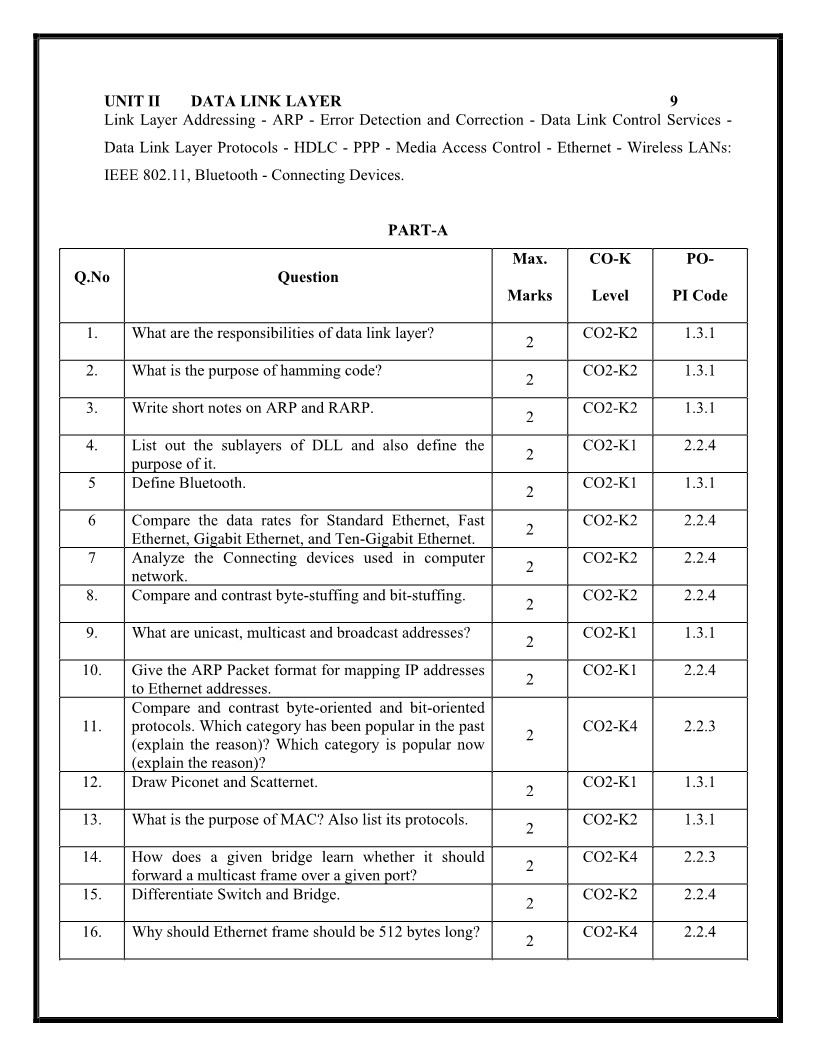 UNIT II DATA LINK LAYER 9
Link Layer Addressing - ARP - Error Detection and Correction - Data Link Control Services -
Data Link Layer Protocols - HDLC - PPP - Media Access Control - Ethernet - Wireless LANs:
IEEE 802.11, Bluetooth - Connecting Devices.
PART-A
Q.No Question Max. Marks CO-K Level PO- PI Code
1. What are the responsibilities of data link layer? 2 CO2-K2 1.3.1
2. What is the purpose of hamming code? 2 CO2-K2 1.3.1
3. Write short notes on ARP and RARP. 2 CO2-K2 1.3.1
4. List out the sublayers of DLL and also define the
purpose of it. 2 CO2-K1 2.2.4
5 Define Bluetooth. 2 CO2-K1 1.3.1
6 Compare the data rates for Standard Ethernet, Fast
Ethernet, Gigabit Ethernet, and Ten-Gigabit Ethernet. 2 CO2-K2 2.2.4
7 Analyze the Connecting devices used in computer
network. 2 CO2-K2 2.2.4
8. Compare and contrast byte-stuffing and bit-stuffing. 2 CO2-K2 2.2.4
9. What are unicast, multicast and broadcast addresses? 2 CO2-K1 1.3.1
10. Give the ARP Packet format for mapping IP addresses
to Ethernet addresses. 2 CO2-K1 2.2.4
11. Compare and contrast byte-oriented and bit-oriented
protocols. Which category has been popular in the past
(explain the reason)? Which category is popular now
(explain the reason)? 2 CO2-K4 2.2.3
12. Draw Piconet and Scatternet. 2 CO2-K1 1.3.1
13. What is the purpose of MAC? Also list its protocols. 2 CO2-K2 1.3.1
14. How does a given bridge learn whether it should
forward a multicast frame over a given port? 2 CO2-K4 2.2.3
15. Differentiate Switch and Bridge. 2 CO2-K2 2.2.4
16. Why should Ethernet frame should be 512 bytes long? 2 CO2-K4 2.2.4